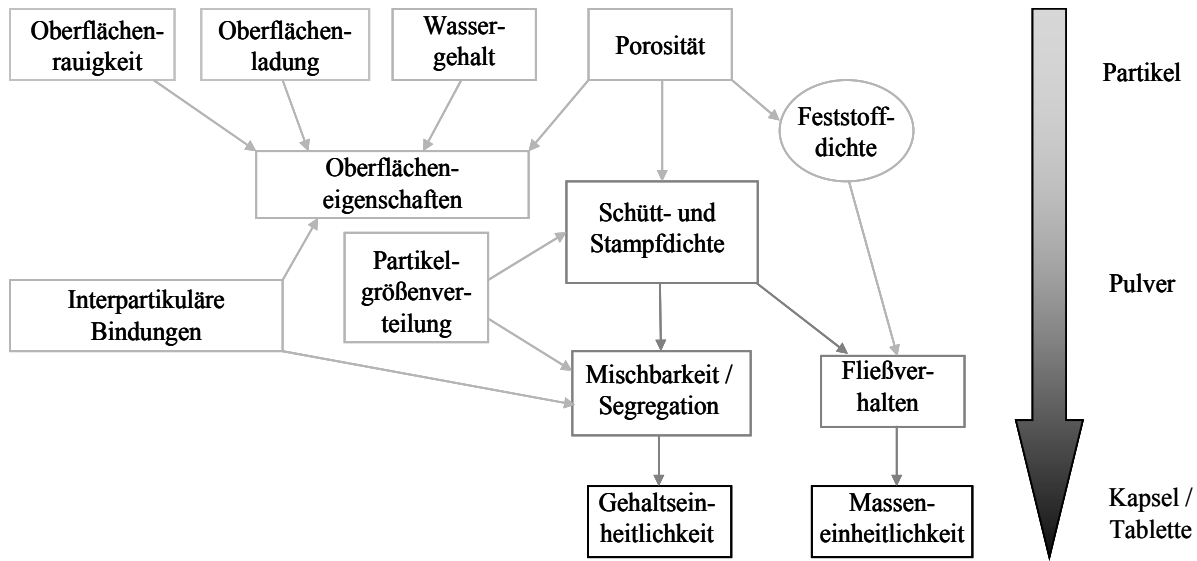 Oberflächen-
rauigkeit
Oberflächen-
ladung
Wasser-
gehalt
Porosität
Partikel
Feststoff-
dichte
Oberflächen-
eigenschaften
Schütt- und
Stampfdichte
Partikel-
größenver-
teilung
Interpartikuläre
Bindungen
Pulver
Mischbarkeit /
Segregation
Fließver-
halten
Gehaltsein-
heitlichkeit
Massen-
einheitlichkeit
Kapsel /
Tablette